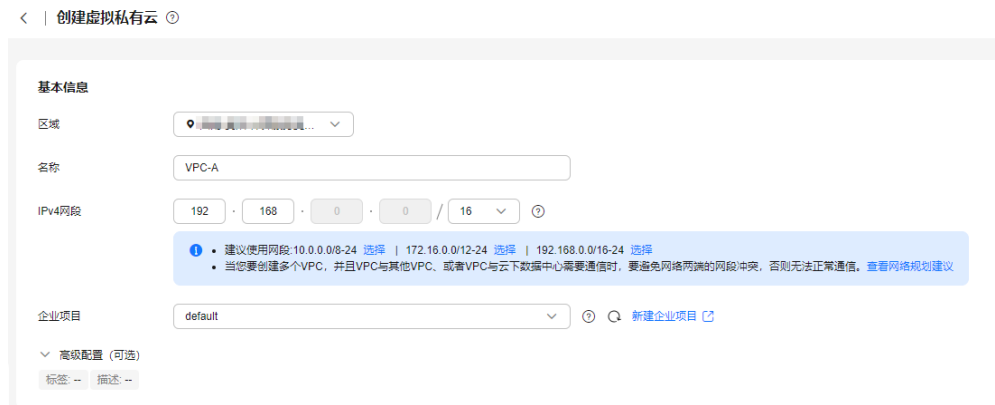 创建虚拟私有云
基本信息
区域
名称 VPC-A
IPv4网段 192 · 168 · 0 · 0 / 16
建议使用网段:10.0.0.0/8-24 选择 | 172.16.0.0/12-24 选择 | 192.168.0.0/16-24 选择
当您要创建多个VPC，并且VPC与其他VPC、或者VPC与云下数据中心需要通信时，要避免网络两端的网段冲突，否则无法正常通信。查看网络规划建议
企业项目 default 新建企业项目
高级配置（可选）
标签: -- 描述: --